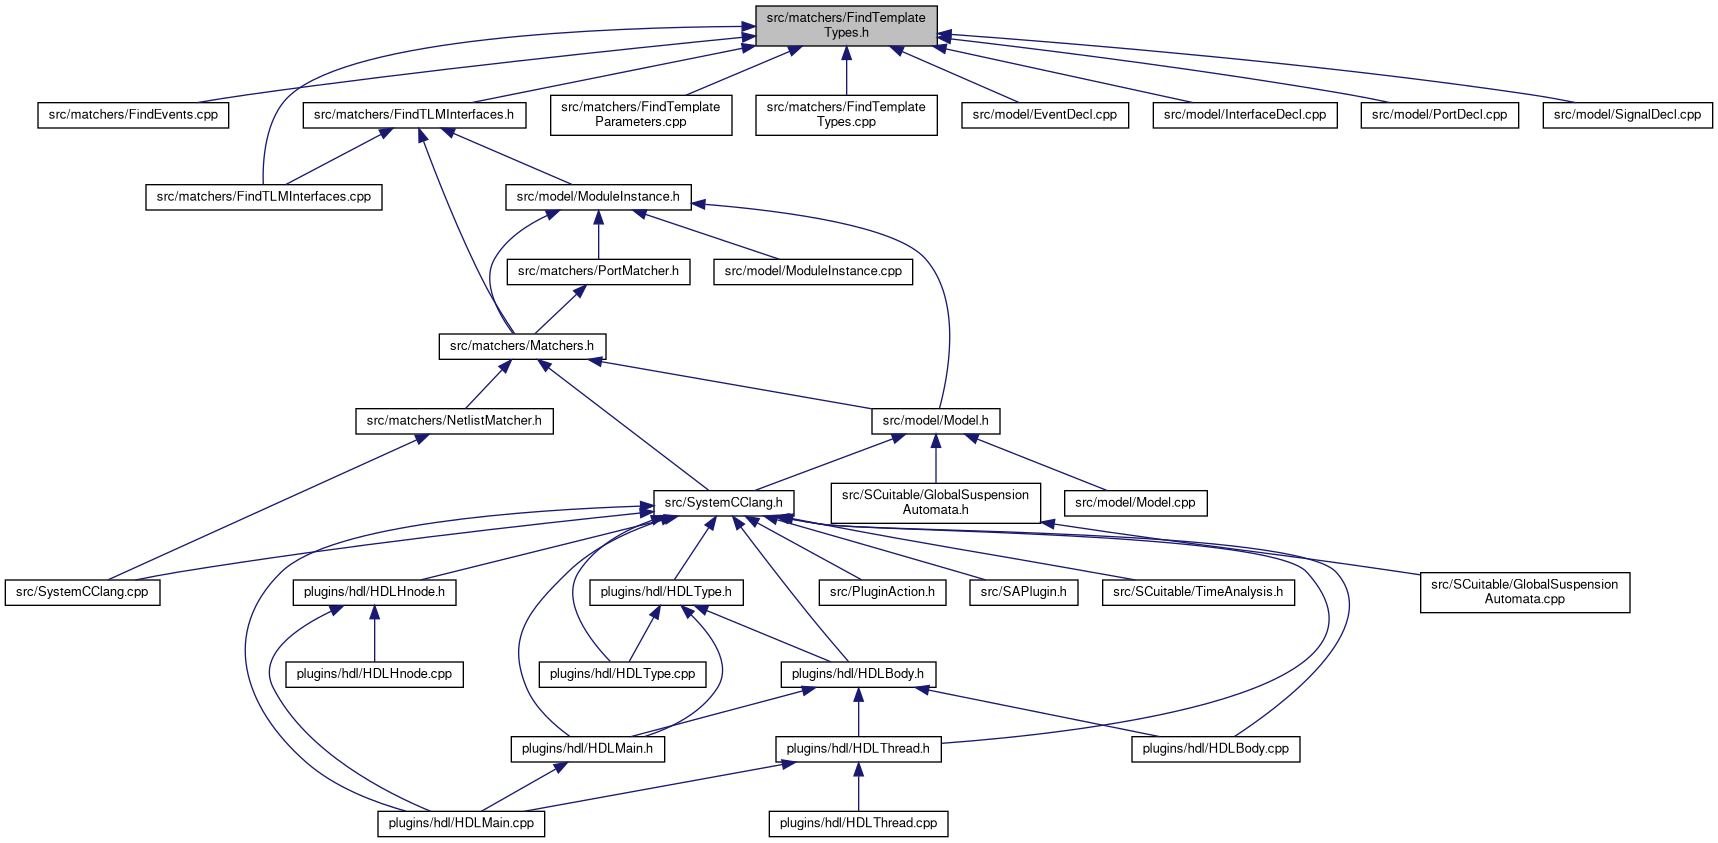 src/matchers/FindTemplate
Types.h
src/matchers/FindEvents.cpp
src/matchers/FindTLMInterfaces.h
src/matchers/FindTemplate
Parameters.cpp
src/matchers/FindTemplate
Types.cpp
src/model/EventDecl.cpp
src/model/InterfaceDecl.cpp
src/model/PortDecl.cpp
src/model/SignalDecl.cpp
src/matchers/FindTLMInterfaces.cpp
src/model/ModuleInstance.h
src/matchers/PortMatcher.h
src/model/ModuleInstance.cpp
src/matchers/Matchers.h
src/matchers/NetlistMatcher.h
src/model/Model.h
src/SystemCClang.h
src/SCuitable/GlobalSuspension
Automata.h
src/model/Model.cpp
src/SystemCClang.cpp
plugins/hdl/HDLHnode.h
plugins/hdl/HDLType.h
src/PluginAction.h
src/SAPlugin.h
src/SCuitable/TimeAnalysis.h
src/SCuitable/GlobalSuspension
Automata.cpp
plugins/hdl/HDLHnode.cpp
plugins/hdl/HDLType.cpp
plugins/hdl/HDLBody.h
plugins/hdl/HDLMain.h
plugins/hdl/HDLThread.h
plugins/hdl/HDLBody.cpp
plugins/hdl/HDLMain.cpp
plugins/hdl/HDLThread.cpp